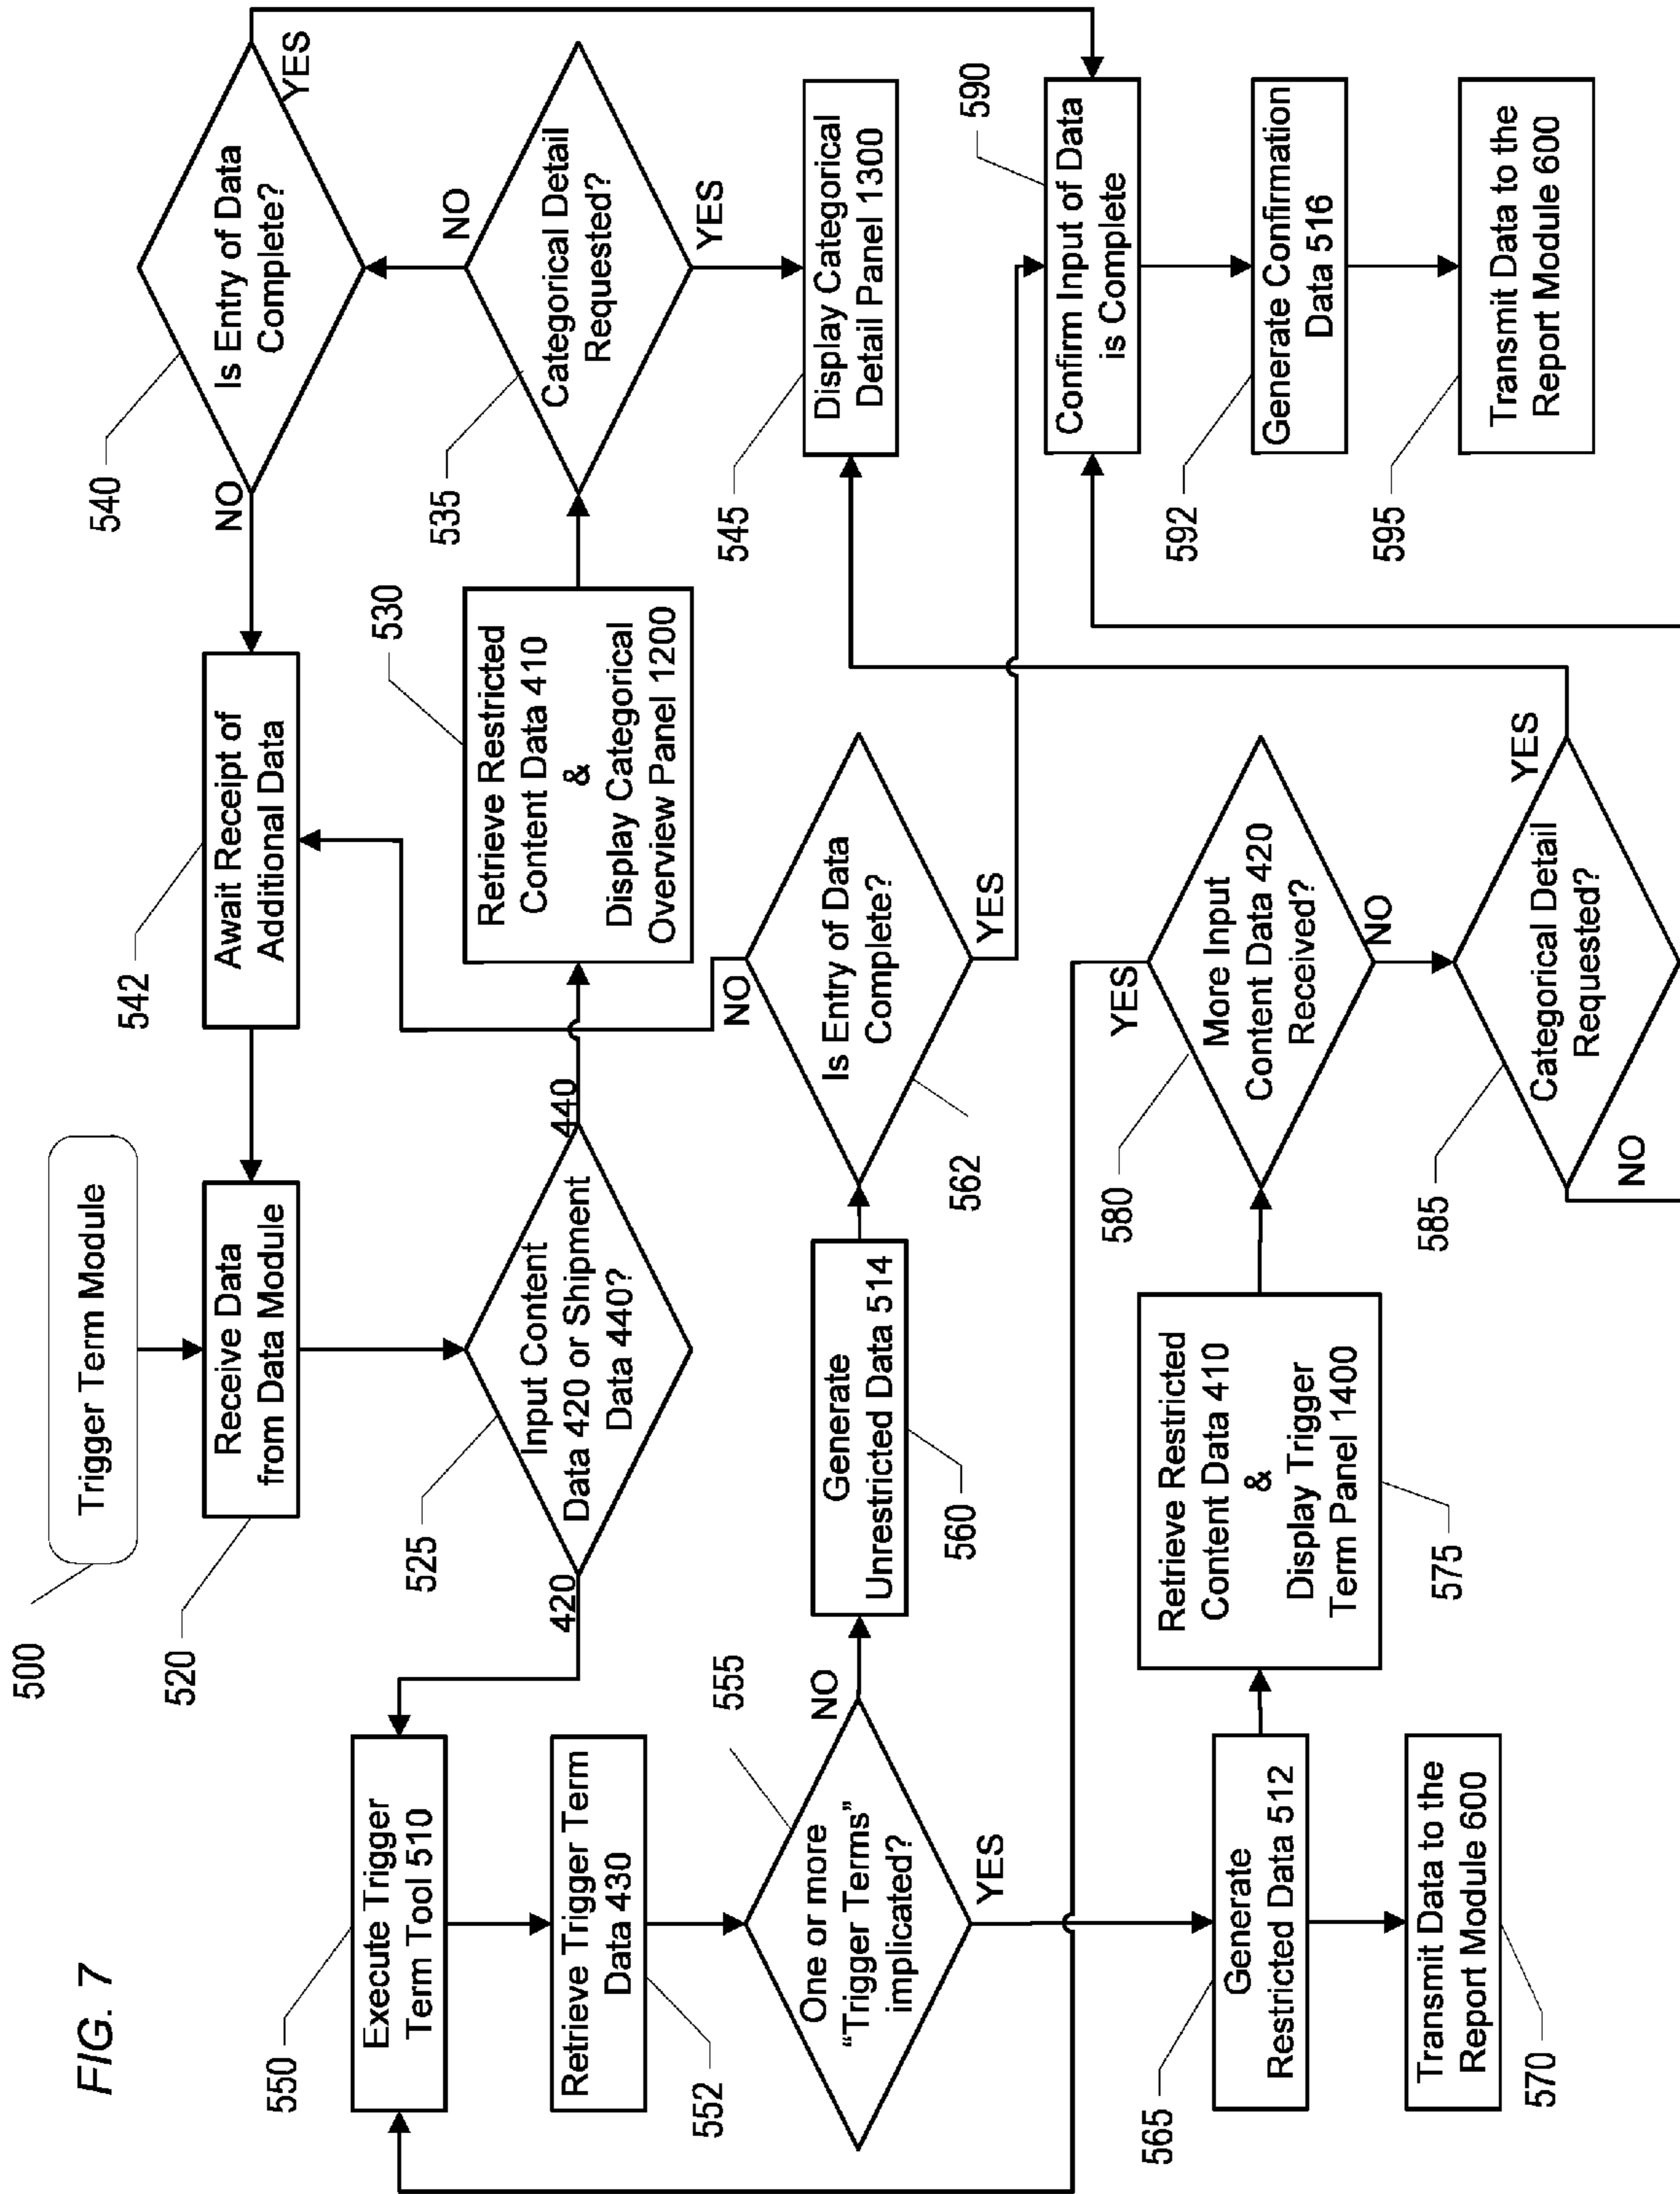 FIG. 7
500
Trigger Term Module
520
Receive Data
from Data Module
542
Await Receipt of
Additional Data
540
Is Entry of Data
Complete?
NO
YES
525
Input Content
Data 420 or Shipment
Data 440?
420
440
530
Retrieve Restricted
Content Data 410
&
Display Categorical
Overview Panel 1200
535
Categorical Detail
Requested?
NO
YES
545
Display Categorical
Detail Panel 1300
550
Execute Trigger
Term Tool 510
552
Retrieve Trigger Term
Data 430
555
One or more
“Trigger Terms”
implicated?
NO
YES
560
Generate
Unrestricted Data 514
562
Is Entry of Data
Complete?
NO
YES
565
Generate
Restricted Data 512
570
Transmit Data to the
Report Module 600
575
Retrieve Restricted
Content Data 410
&
Display Trigger
Term Panel 1400
580
More Input
Content Data 420
Received?
YES
NO
585
Categorical Detail
Requested?
YES
NO
590
Confirm Input of Data
is Complete
592
Generate Confirmation
Data 516
595
Transmit Data to the
Report Module 600